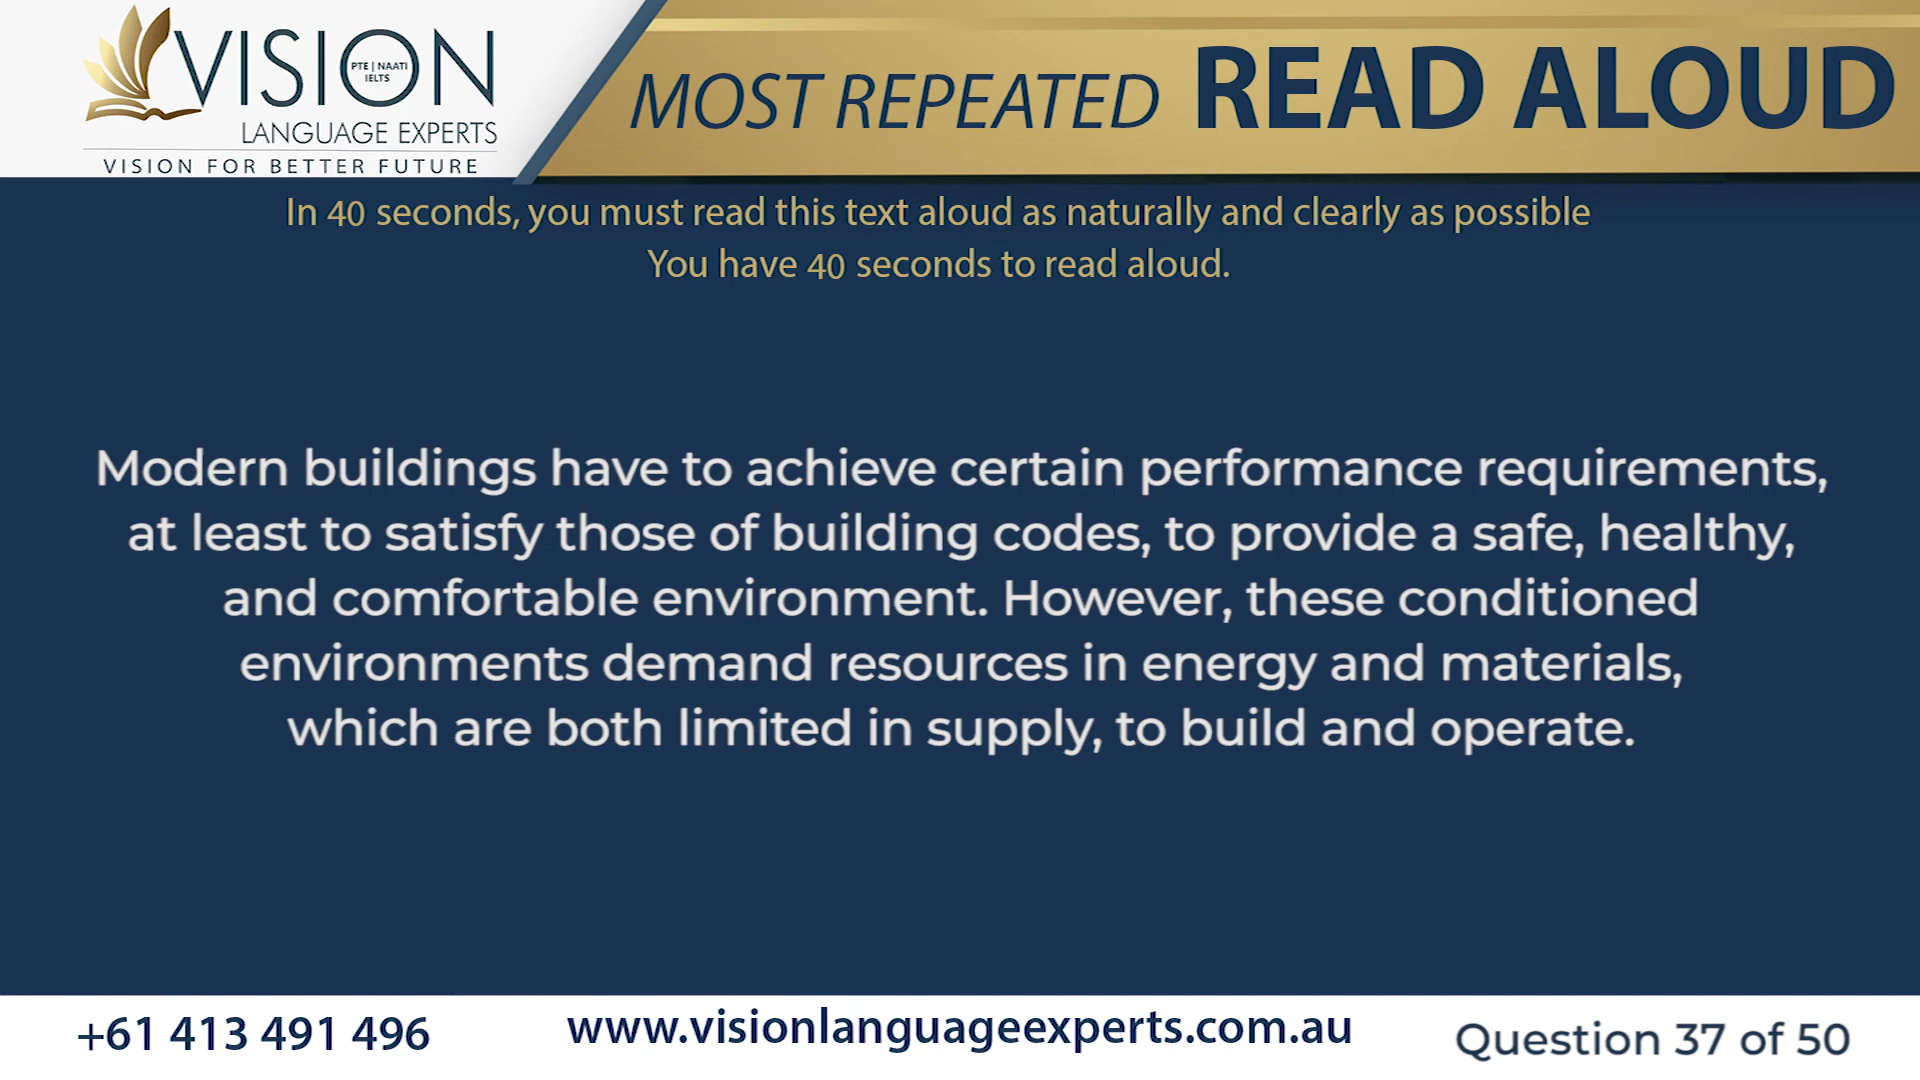 VISION
PTE | NAATI
IELTS
LANGUAGE EXPERTS
VISION FOR BETTER FUTURE
MOST REPEATED READ ALOUD
In 40 seconds, you must read this text aloud as naturally and clearly as possible
You have 40 seconds to read aloud.
Modern buildings have to achieve certain performance requirements,
at least to satisfy those of building codes, to provide a safe, healthy,
and comfortable environment. However, these conditioned
environments demand resources in energy and materials,
which are both limited in supply, to build and operate.
+61 413 491 496
www.visionlanguageexperts.com.au
Question 37 of 50